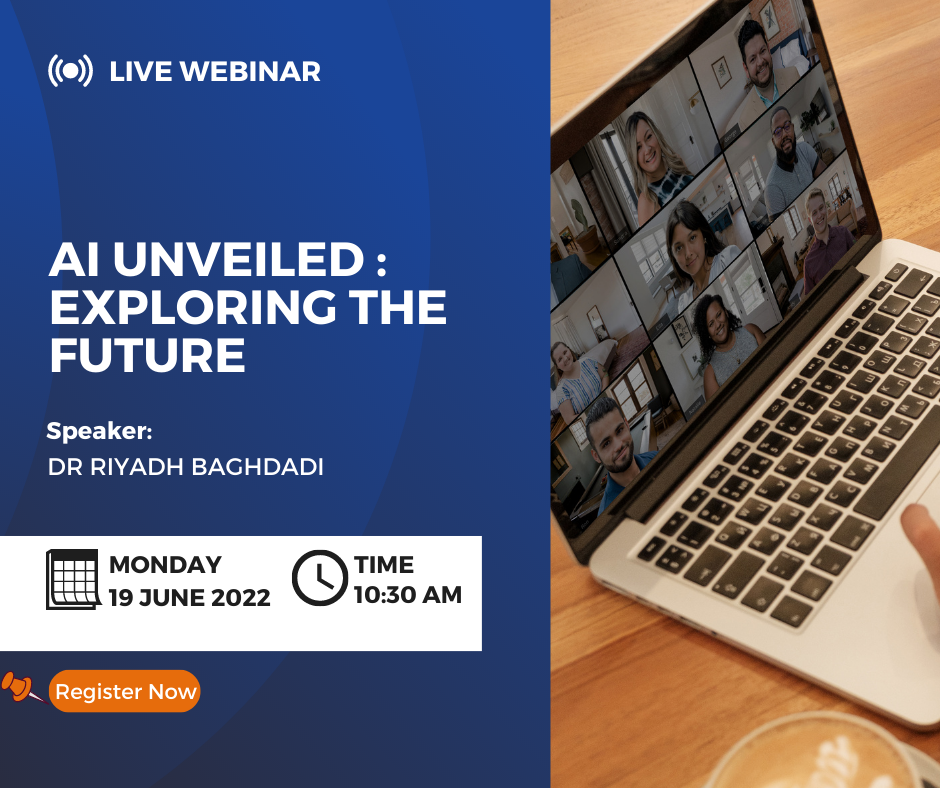 LIVE WEBINAR
AI UNVEILED :
EXPLORING THE
FUTURE
Speaker:
DR RIYADH BAGHDADI
MONDAY
19 JUNE 2022
TIME
10:30 AM
Register Now